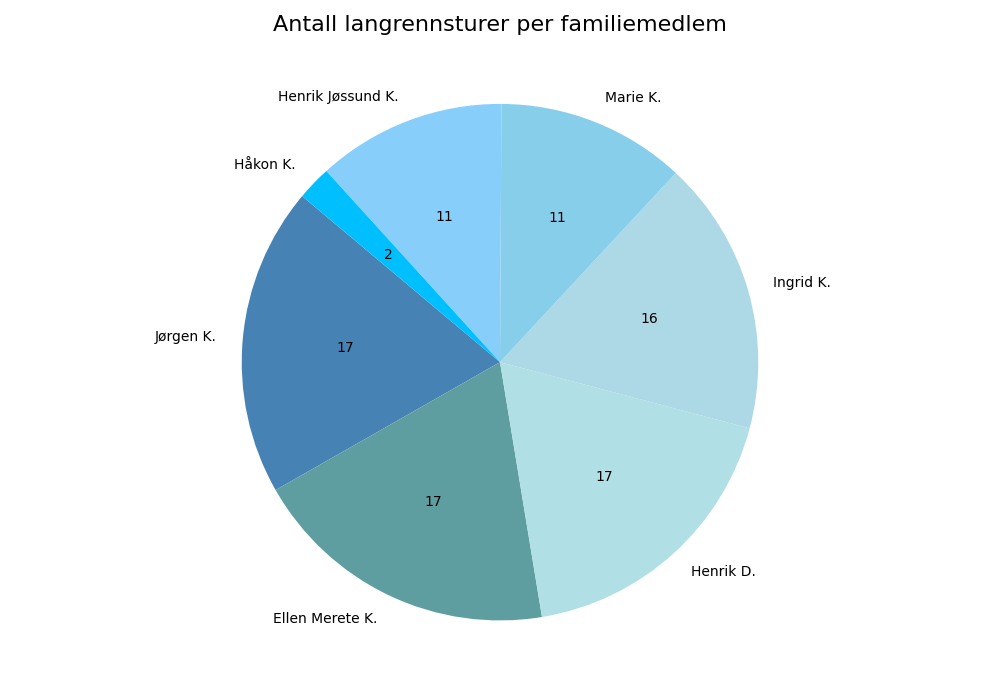 Antall langrennsturer per familiemedlem
Henrik Jøssund K.
Marie K.
Håkon K.
11
11
2
Ingrid K.
16
Jørgen K.
17
17
17
Henrik D.
Ellen Merete K.